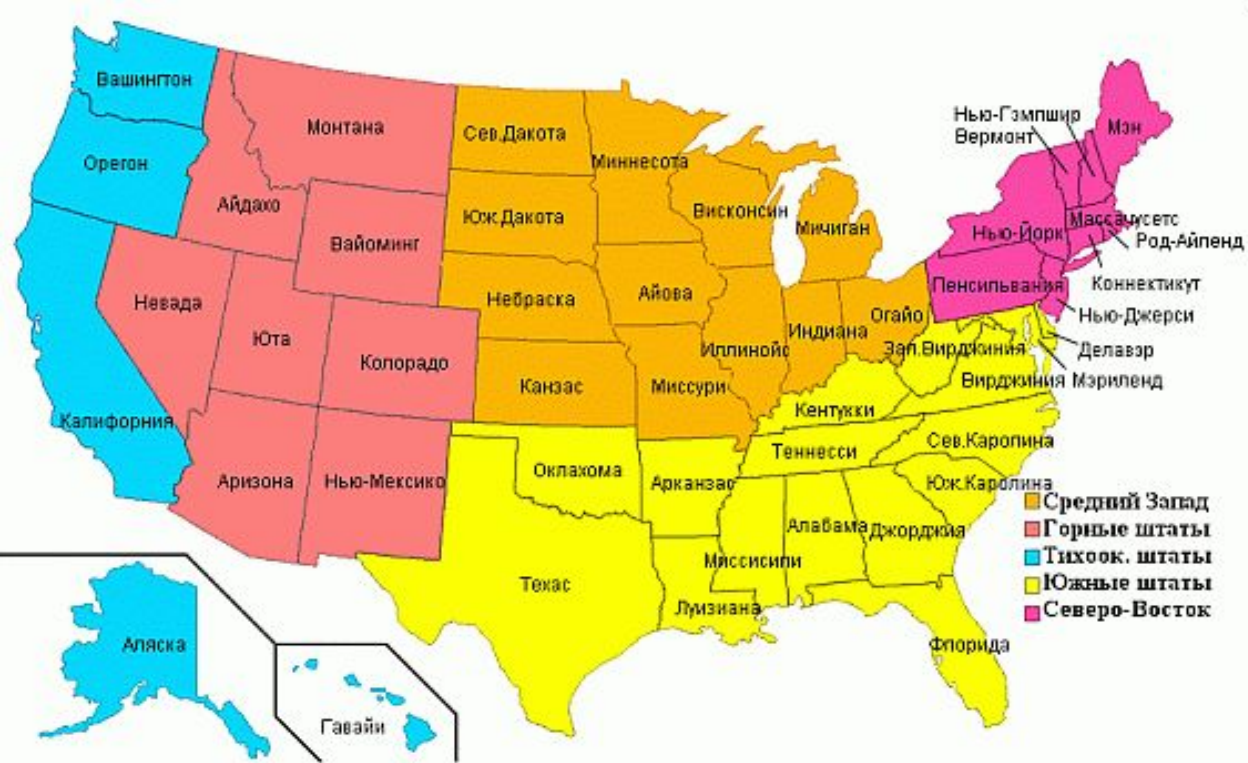 Вашингтон
Орегон
Калифорния
Айдахо
Монтана
Вайоминг
Невада
Юта
Колорадо
Аризона
Нью-Мексико
Сев.Дакота
Юж.Дакота
Небраска
Канзас
Миннесота
Айова
Миссури
Висконсин
Мичиган
Иллинойс
Индиана
Огайо
Оклахома
Техас
Арканзас
Луизиана
Миссисипи
Алабама
Джорджия
Флорида
Теннесси
Кентукки
Зап.Вирджиния
Вирджиния
Мэриленд
Сев.Каролина
Юж.Каролина
Делавэр
Нью-Гэмпшир
Вермонт
Мэн
Массачусетс
Род-Айленд
Коннектикут
Нью-Йорк
Пенсильвания
Нью-Джерси
Аляска
Гавайи
Средний Запад
Горные штаты
Тихоок. штаты
Южные штаты
Северо-Восток